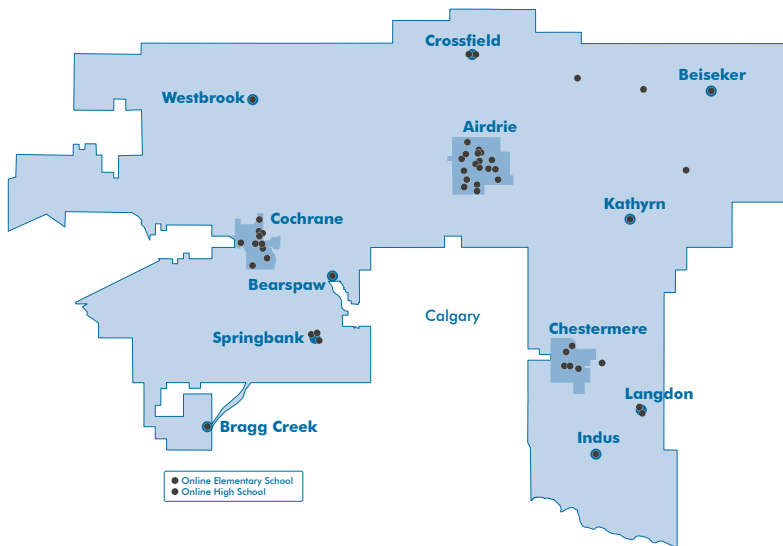 Crossfield
Beiseker
Westbrook
Airdrie
Kathyrn
Cochrane
Bearspaw
Calgary
Chestermere
Springbank
Langdon
Bragg Creek
Indus
Online Elementary School
Online High School